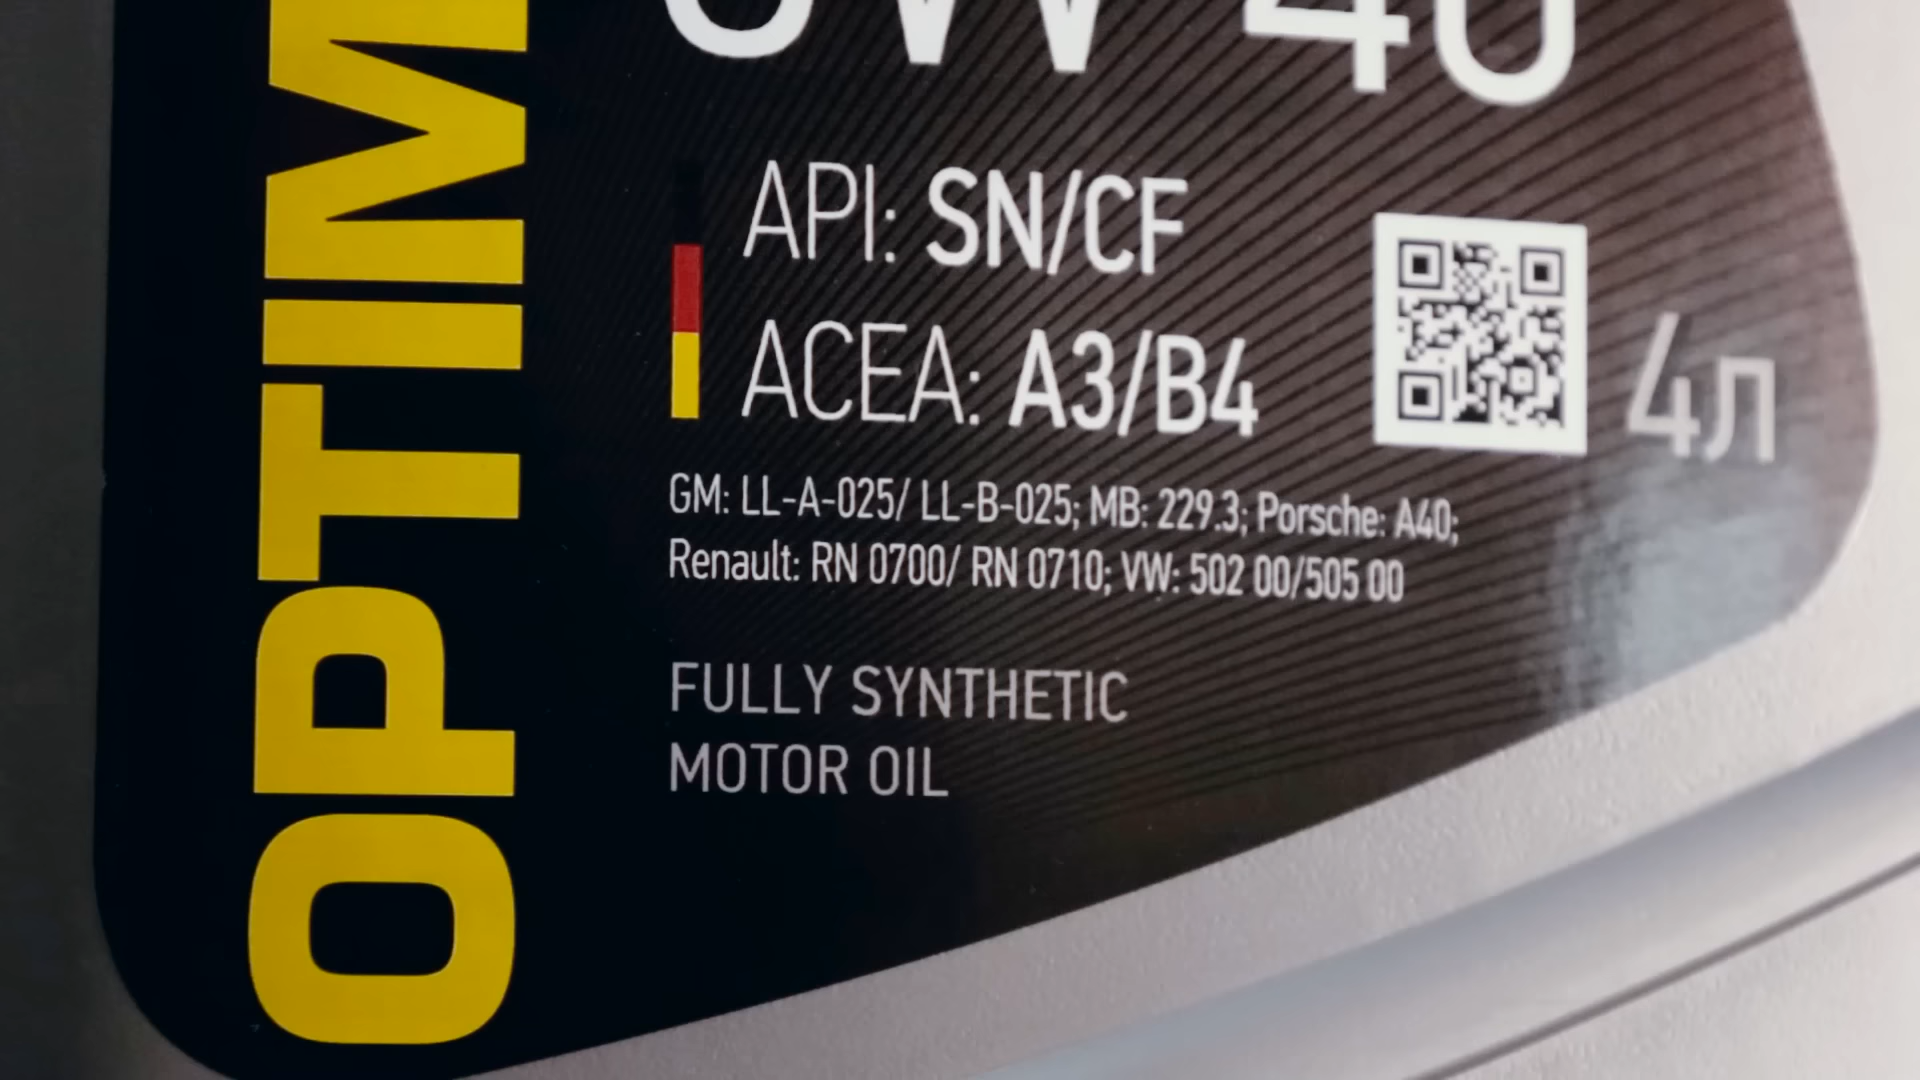 OPTIM
W 40
API: SN/CF
ACEA: A3/B4
4л
GM: LL-A-025/ LL-B-025; MB: 229.3; Porsche: A40;
Renault: RN 0700/ RN 0710; VW: 502 00/505 00
FULLY SYNTHETIC
MOTOR OIL